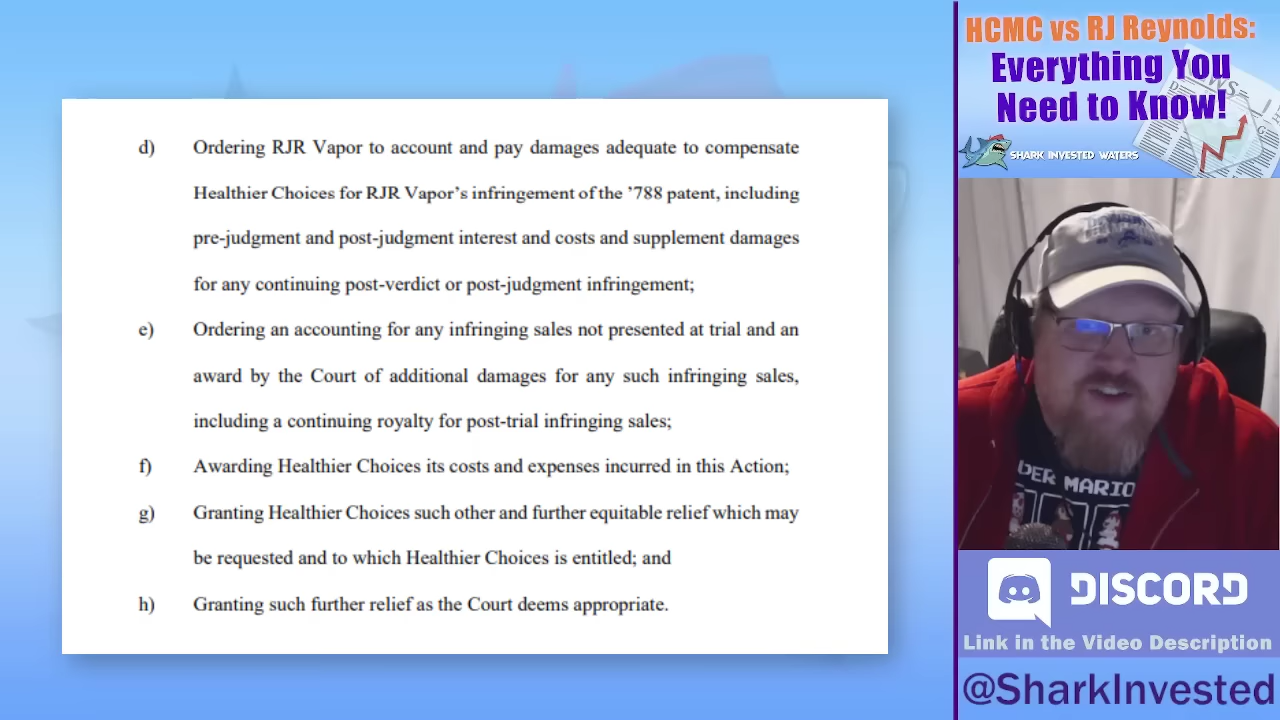 d) Ordering RJR Vapor to account and pay damages adequate to compensate
Healthier Choices for RJR Vapor's infringement of the '788 patent, including
pre-judgment and post-judgment interest and costs and supplement damages
for any continuing post-verdict or post-judgment infringement;
e) Ordering an accounting for any infringing sales not presented at trial and an
award by the Court of additional damages for any such infringing sales,
including a continuing royalty for post-trial infringing sales;
f) Awarding Healthier Choices its costs and expenses incurred in this Action;
g) Granting Healthier Choices such other and further equitable relief which may
be requested and to which Healthier Choices is entitled; and
h) Granting such further relief as the Court deems appropriate.
HCMC vs RJ Reynolds:
Everything You
Need to Know!
SHARK INVESTED WATERS
MARIO
DISCORD
Link in the Video Description
@SharkInvested